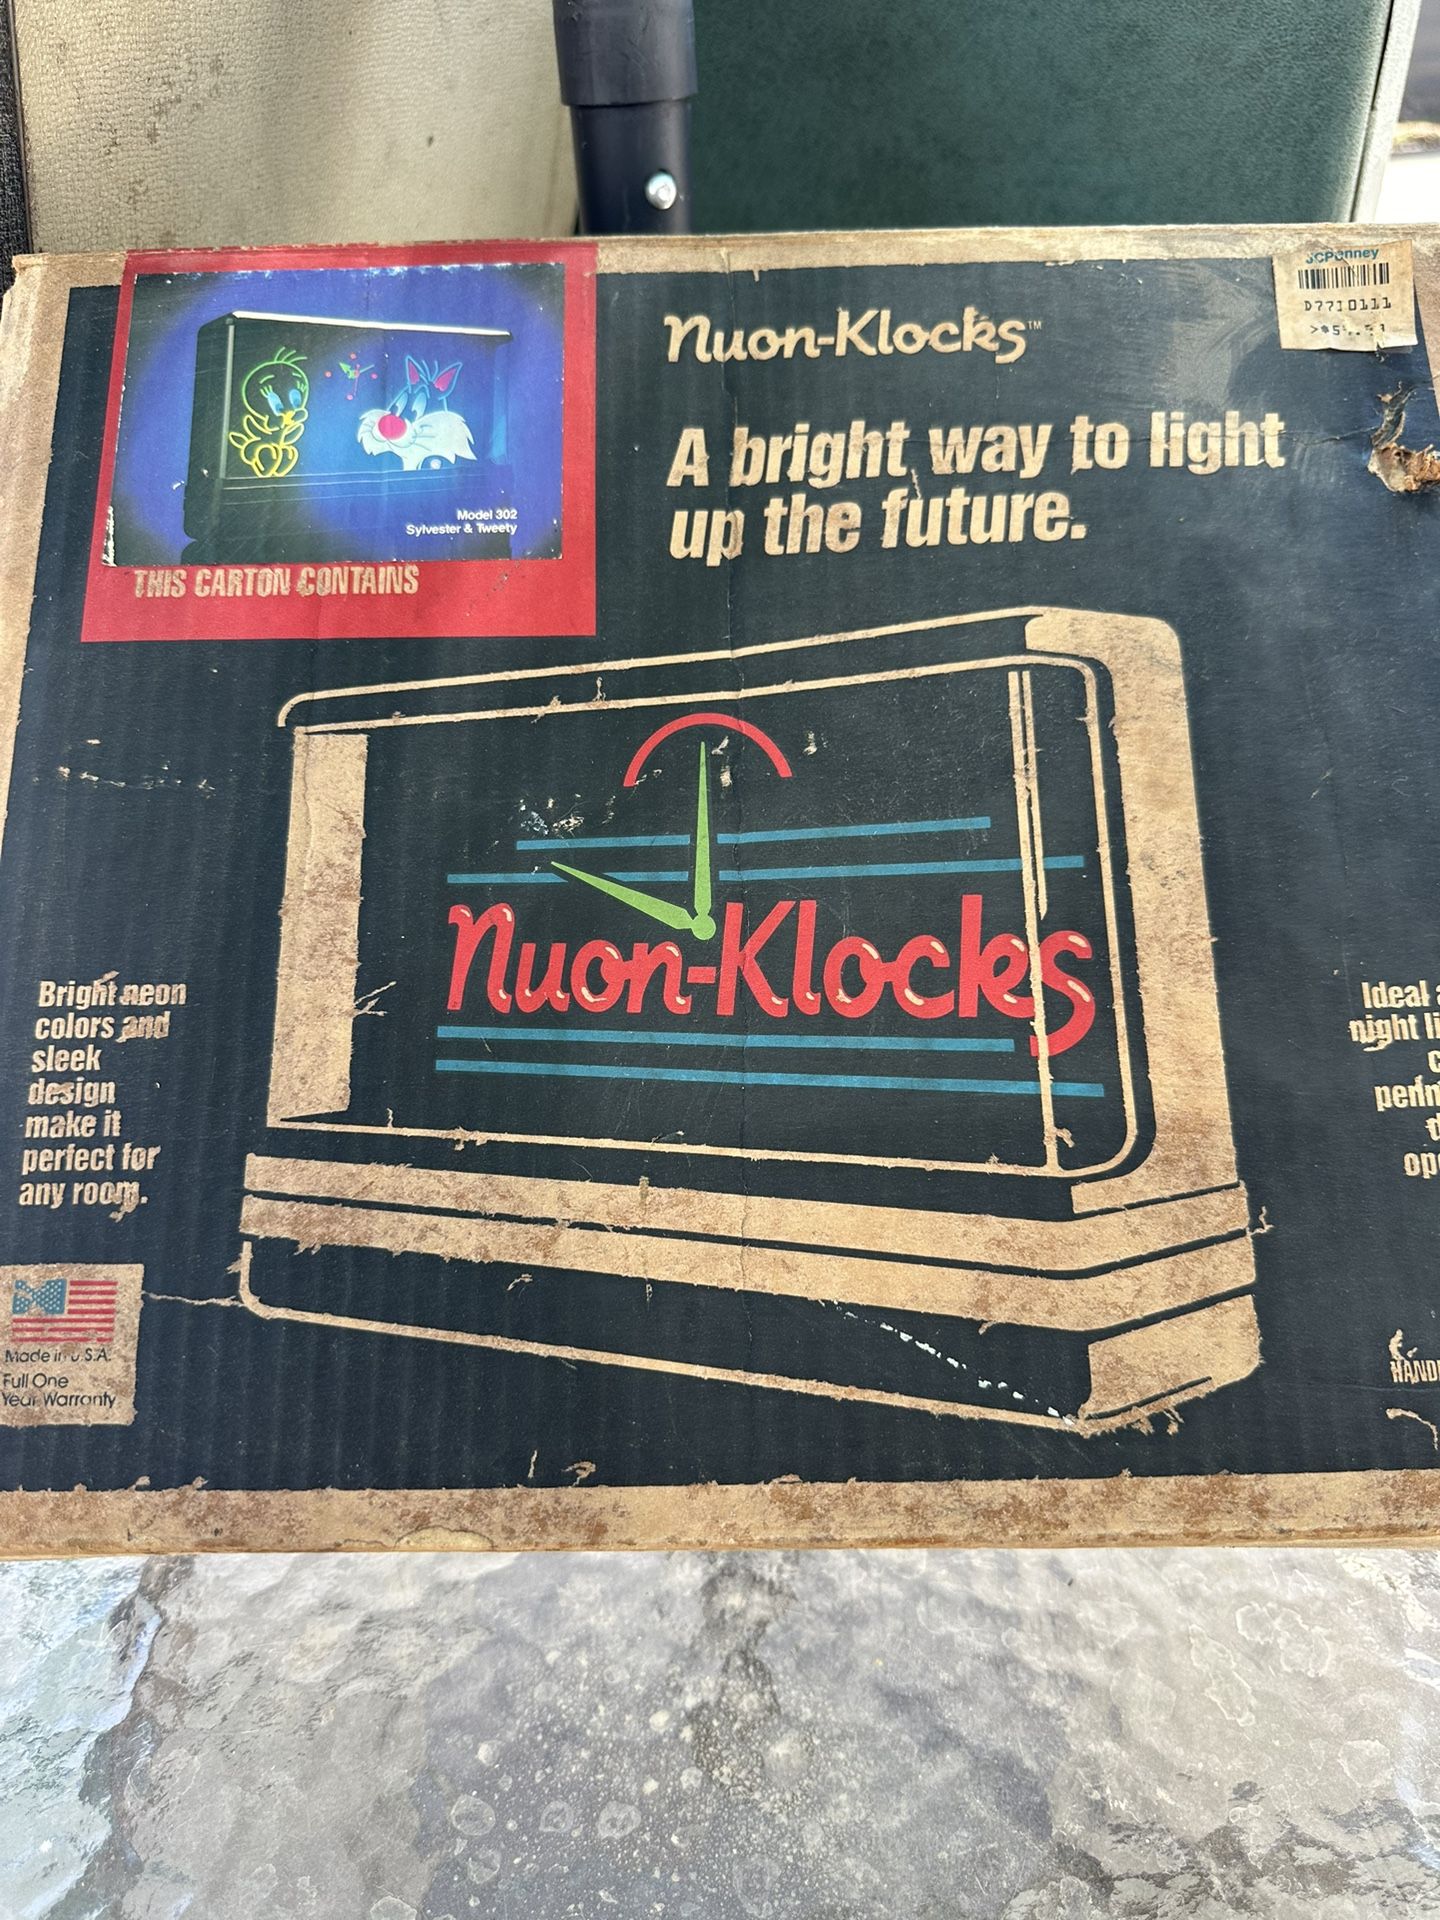 JCPenney
D7710111
Nuon-Klocks™
A bright way to light
up the future.
Model 302
Sylvester & Tweety
THIS CARTON CONTAINS
Nuon-Klocks
Bright neon
colors and
sleek
design
make it
perfect for
any room.
Ideal
night
Made in U.S.A.
Full One
Year Warranty